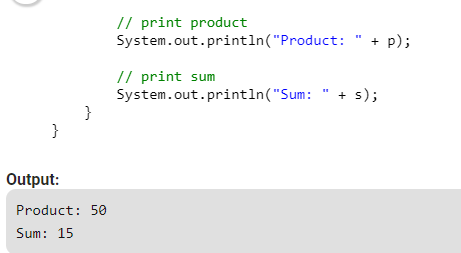 // print product
System.out.println("Product: " + p);
// print sum
System.out.println("Sum: " + s);
}
}
Output:
Product: 50
Sum: 15